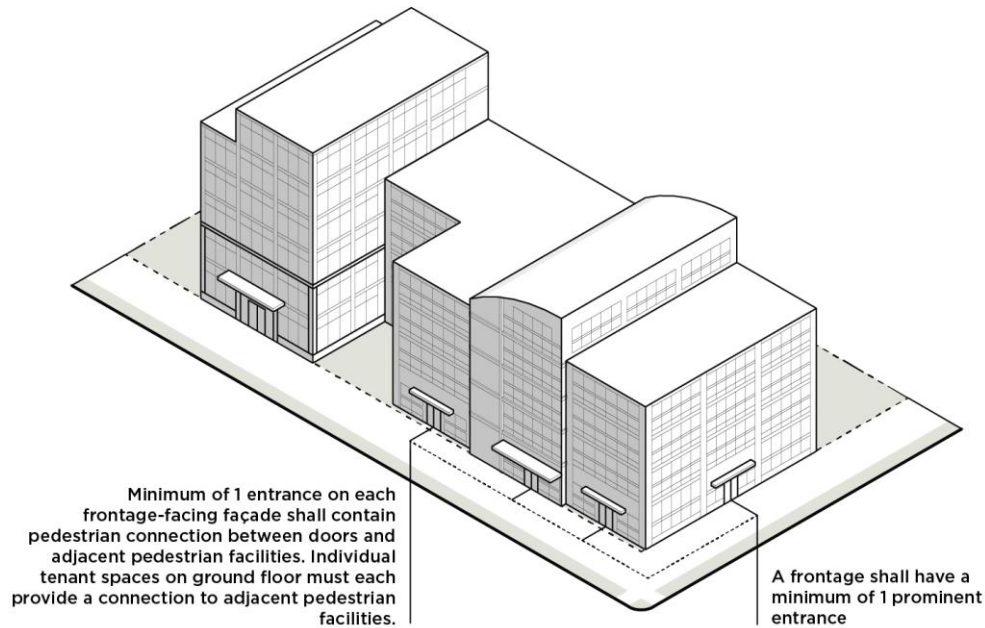 Minimum of 1 entrance on each
frontage-facing façade shall contain
pedestrian connection between doors and
adjacent pedestrian facilities. Individual
tenant spaces on ground floor must each
provide a connection to adjacent pedestrian
facilities.
A frontage shall have a
minimum of 1 prominent
entrance